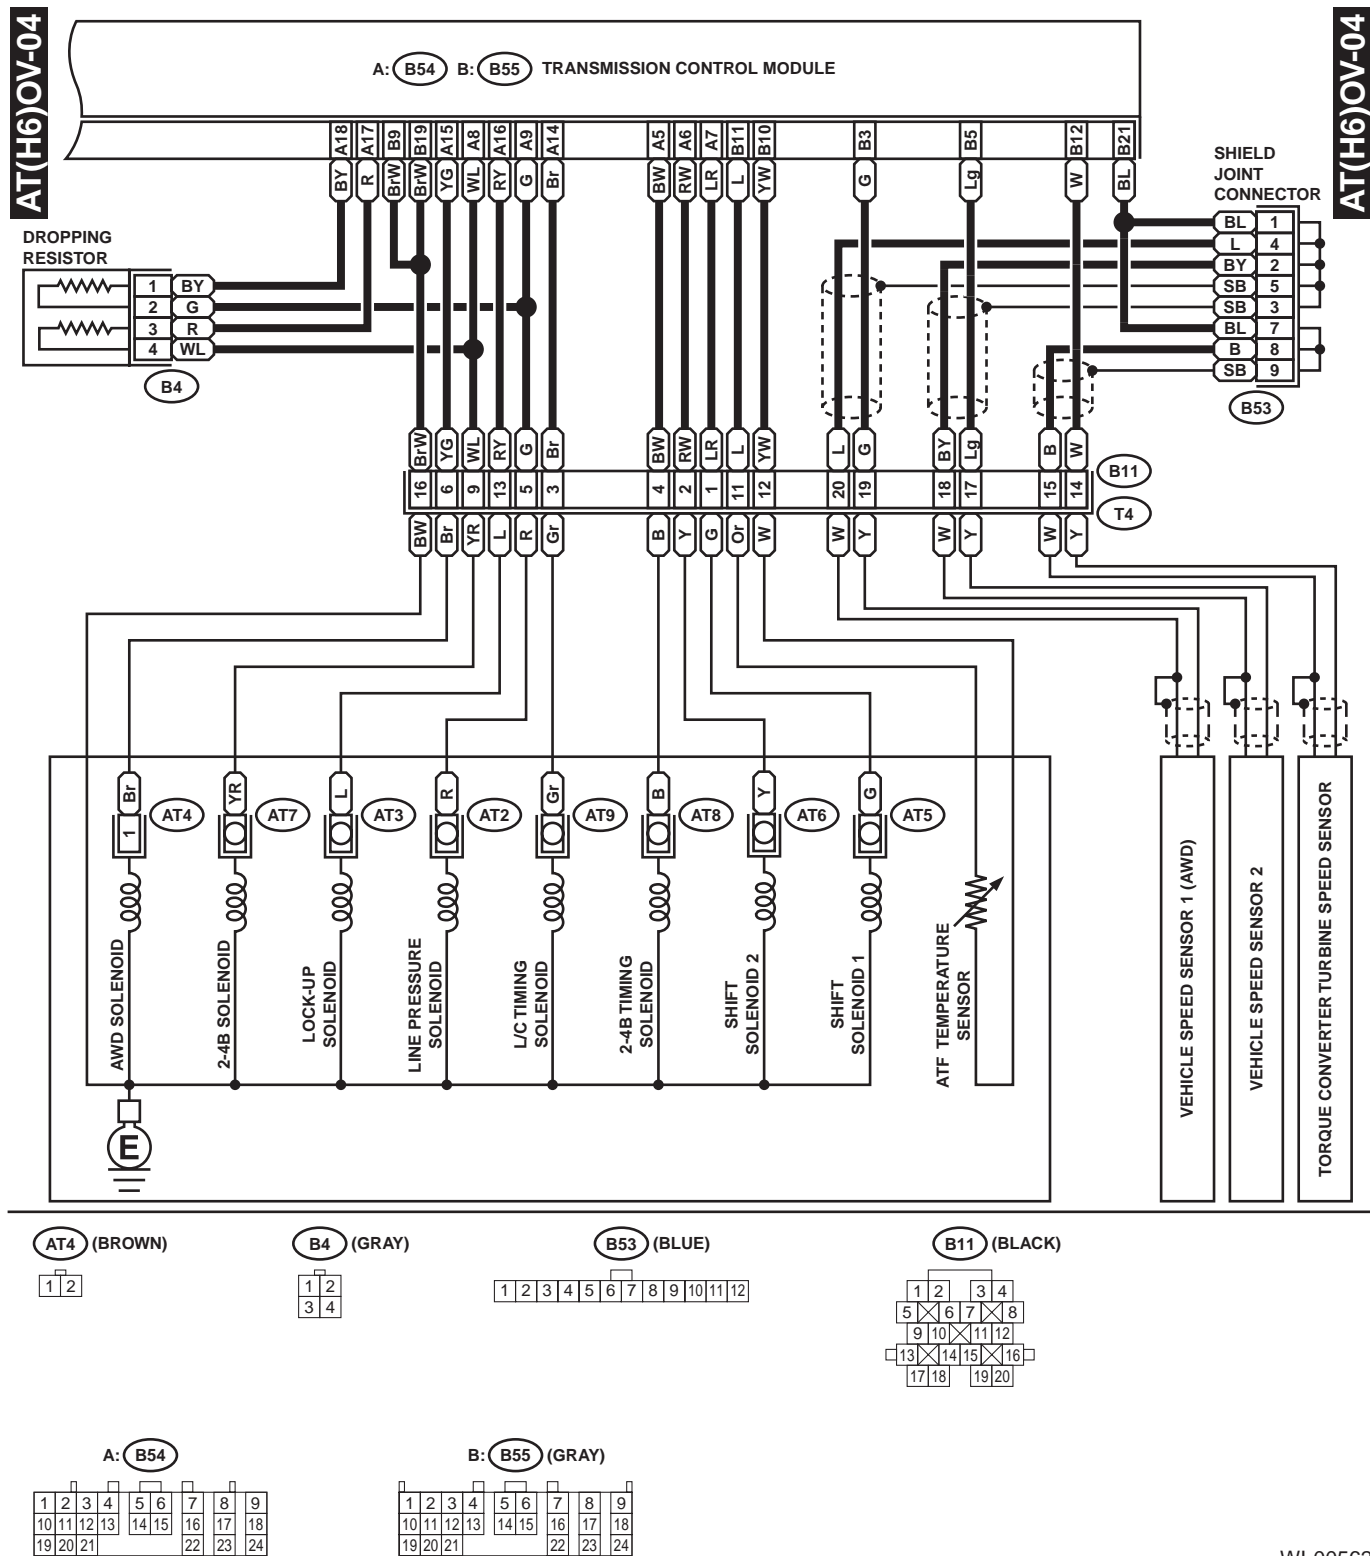 AT(H6)OV-04
AT(H6)OV-04
A: B54 B: B55 TRANSMISSION CONTROL MODULE
A18 A17 B9 B19 A15 A8 A16 A9 A14 A5 A6 A7 B11 B10 B3 B5 B12 B21
BY R BrW BrW YG WL RY G Br BW RW LR L YW G Lg W BL
SHIELD
JOINT
CONNECTOR
BL 1
L 4
BY 2
SB 5
SB 3
BL 7
B 8
SB 9
B53
DROPPING
RESISTOR
1 BY
2 G
3 R
4 WL
B4
BrW YG WL RY G Br BW RW LR L YW L G BY Lg B W
16 6 9 13 5 3 4 2 1 11 12 20 19 18 17 15 14
B11
T4
BW Br YR L R Gr B Y G Or W W Y W Y W Y
Br YR L R Gr B Y G
1
AT4 AT7 AT3 AT2 AT9 AT8 AT6 AT5
AWD SOLENOID
2-4B SOLENOID
LOCK-UP
SOLENOID
LINE PRESSURE
SOLENOID
L/C TIMING
SOLENOID
2-4B TIMING
SOLENOID
SHIFT
SOLENOID 2
SHIFT
SOLENOID 1
ATF TEMPERATURE
SENSOR
VEHICLE SPEED SENSOR 1 (AWD)
VEHICLE SPEED SENSOR 2
TORQUE CONVERTER TURBINE SPEED SENSOR
E
AT4 (BROWN)
1 2
B4 (GRAY)
1 2
3 4
B53 (BLUE)
1 2 3 4 5 6 7 8 9 10 11 12
B11 (BLACK)
1 2 3 4
5 6 7 8
9 10 11 12
13 14 15 16
17 18 19 20
A: B54
1 2 3 4 5 6 7 8 9
10 11 12 13 14 15 16 17 18
19 20 21 22 23 24
B: B55 (GRAY)
1 2 3 4 5 6 7 8 9
10 11 12 13 14 15 16 17 18
19 20 21 22 23 24